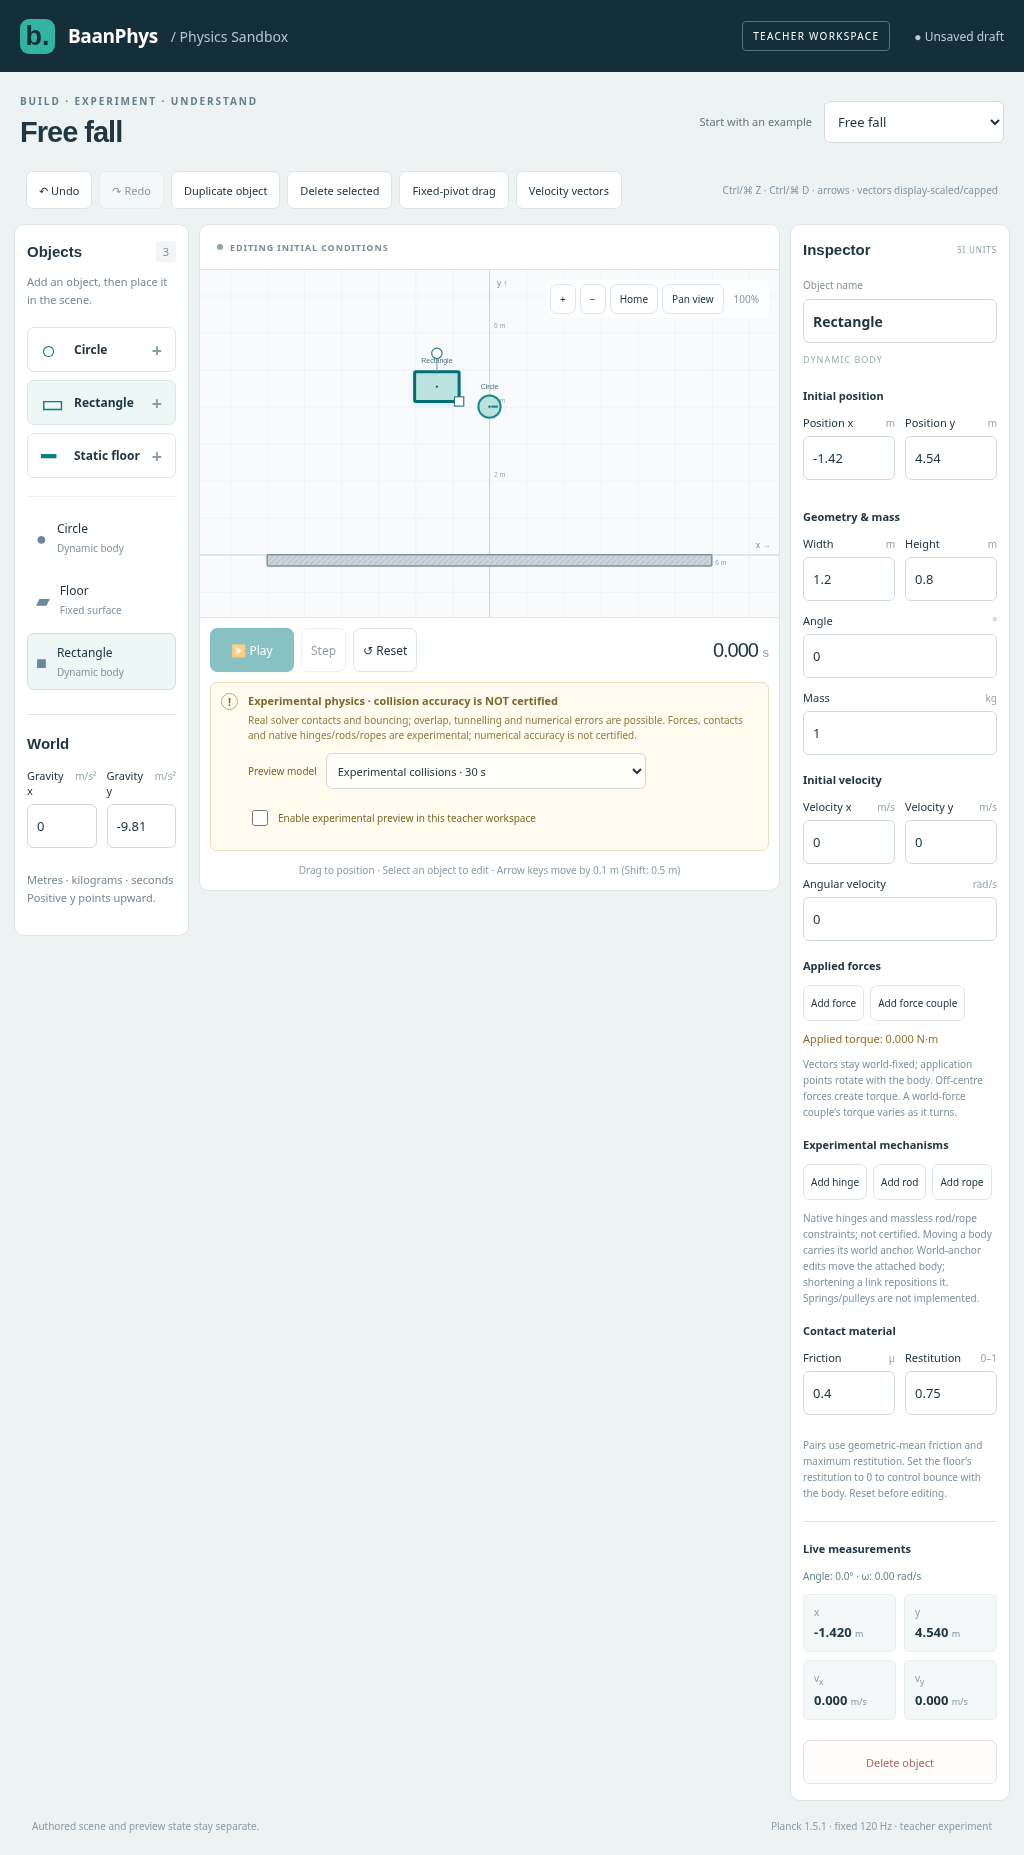 b. BaanPhys / Physics Sandbox
TEACHER WORKSPACE
● Unsaved draft
BUILD · EXPERIMENT · UNDERSTAND
Free fall
Start with an example
Free fall
↶ Undo
↷ Redo
Duplicate object
Delete selected
Fixed-pivot drag
Velocity vectors
Ctrl/⌘ Z · Ctrl/⌘ D · arrows · vectors display-scaled/capped
Objects
3
Add an object, then place it
in the scene.
Circle +
Rectangle +
Static floor +
Circle
Dynamic body
Floor
Fixed surface
Rectangle
Dynamic body
World
Gravity x m/s²
Gravity y m/s²
0
-9.81
Metres · kilograms · seconds
Positive y points upward.
EDITING INITIAL CONDITIONS
y ↑
+
−
Home
Pan view
100%
6 m
Rectangle
Circle
m
2 m
x →
6 m
▶ Play
Step
↺ Reset
0.000 s
! Experimental physics · collision accuracy is NOT certified
Real solver contacts and bouncing; overlap, tunnelling and numerical errors are possible. Forces, contacts
and native hinges/rods/ropes are experimental; numerical accuracy is not certified.
Preview model
Experimental collisions · 30 s
Enable experimental preview in this teacher workspace
Drag to position · Select an object to edit · Arrow keys move by 0.1 m (Shift: 0.5 m)
Inspector
SI UNITS
Object name
Rectangle
DYNAMIC BODY
Initial position
Position x m
Position y m
-1.42
4.54
Geometry & mass
Width m
Height m
1.2
0.8
Angle °
0
Mass kg
1
Initial velocity
Velocity x m/s
Velocity y m/s
0
0
Angular velocity rad/s
0
Applied forces
Add force
Add force couple
Applied torque: 0.000 N·m
Vectors stay world-fixed; application
points rotate with the body. Off-centre
forces create torque. A world-force
couple's torque varies as it turns.
Experimental mechanisms
Add hinge
Add rod
Add rope
Native hinges and massless rod/rope
constraints; not certified. Moving a body
carries its world anchor. World-anchor
edits move the attached body;
shortening a link repositions it.
Springs/pulleys are not implemented.
Contact material
Friction μ
Restitution 0–1
0.4
0.75
Pairs use geometric-mean friction and
maximum restitution. Set the floor's
restitution to 0 to control bounce with
the body. Reset before editing.
Live measurements
Angle: 0.0° · ω: 0.00 rad/s
x
-1.420 m
y
4.540 m
vx
0.000 m/s
vy
0.000 m/s
Delete object
Authored scene and preview state stay separate.
Planck 1.5.1 · fixed 120 Hz · teacher experiment